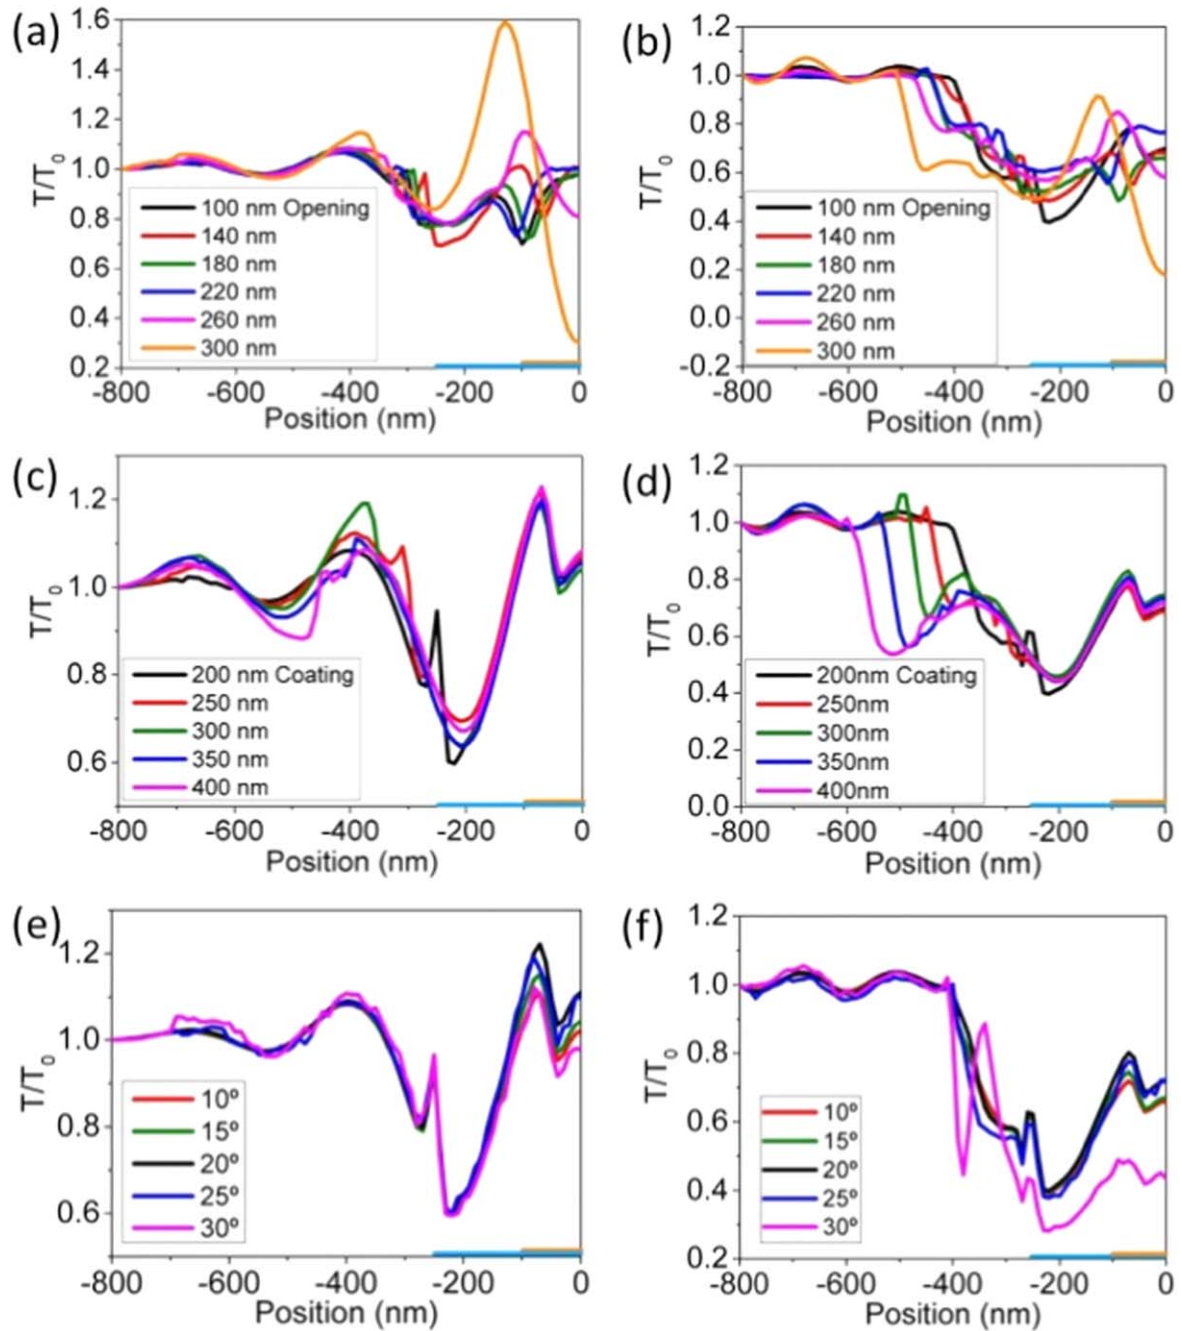 (a)
1.6
1.4
1.2
1.0
0.8
0.6
0.4
0.2
T/T0
100 nm Opening
140 nm
180 nm
220 nm
260 nm
300 nm
-800 -600 -400 -200 0
Position (nm)
(b)
1.2
1.0
0.8
0.6
0.4
0.2
0.0
-0.2
T/T0
100 nm Opening
140 nm
180 nm
220 nm
260 nm
300 nm
-800 -600 -400 -200 0
Position (nm)
(c)
1.2
1.0
0.8
0.6
T/T0
200 nm Coating
250 nm
300 nm
350 nm
400 nm
-800 -600 -400 -200 0
Position (nm)
(d)
1.2
1.0
0.8
0.6
0.4
0.2
0.0
T/T0
200nm Coating
250nm
300nm
350nm
400nm
-800 -600 -400 -200 0
Position (nm)
(e)
1.2
1.0
0.8
0.6
T/T0
10º
15º
20º
25º
30º
-800 -600 -400 -200 0
Position (nm)
(f)
1.2
1.0
0.8
0.6
0.4
0.2
T/T0
10º
15º
20º
25º
30º
-800 -600 -400 -200 0
Position (nm)